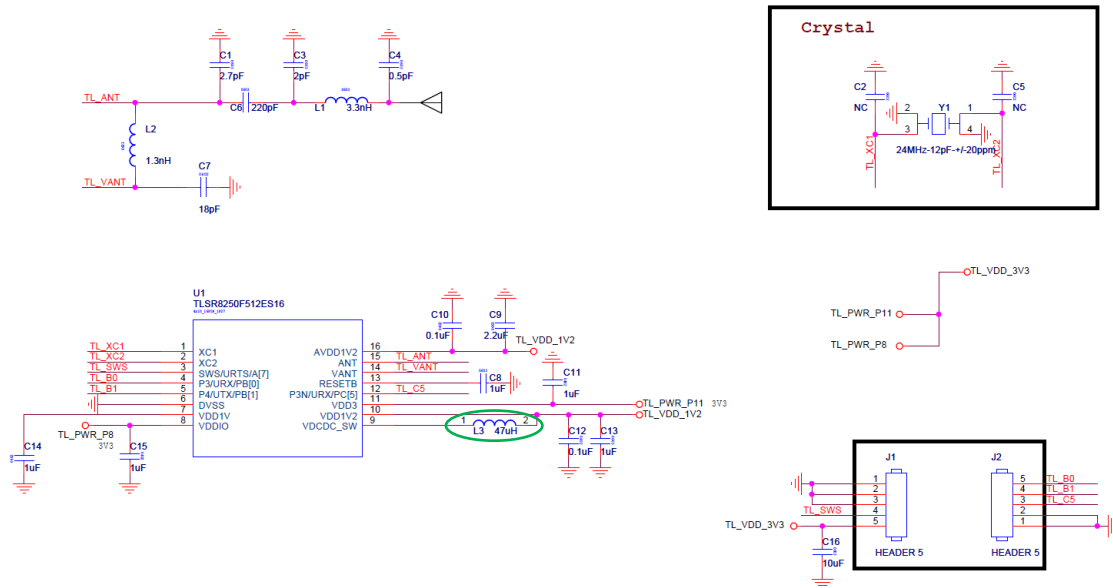 Crystal
C1
2.7pF
C3
2pF
C4
0.5pF
TL_ANT
C6
220pF
L1
3.3nH
L2
1.3nH
TL_VANT
C7
18pF
C2
NC
C5
NC
2
Y1
1
3
4
24MHz-12pF-+/-20ppm
TL_XC1
TL_XC2
U1
TLSR8250F512ES16
TL_XC1
1
XC1
TL_XC2
2
XC2
TL_SWS
3
SWS/URTS/A[7]
TL_B0
4
P3/URX/PB[0]
TL_B1
5
P4/UTX/PB[1]
6
DVSS
7
VDD1V
8
VDDIO
AVDD1V2
16
ANT
15
TL_ANT
VANT
14
TL_VANT
RESETB
13
P3N/URX/PC[5]
12
TL_C5
VDD3
11
VDD1V2
10
VDCDC_SW
9
C10
0.1uF
C9
2.2uF
TL_VDD_1V2
C8
1uF
C11
1uF
TL_PWR_P11 3V3
TL_VDD_1V2
1
L3
47uH
2
C12
0.1uF
C13
1uF
C14
1uF
TL_PWR_P8
3V3
C15
1uF
TL_VDD_3V3
TL_PWR_P11
TL_PWR_P8
J1
1
2
3
4
5
TL_SWS
TL_VDD_3V3
C16
10uF
HEADER 5
J2
5
TL_B0
4
TL_B1
3
TL_C5
2
1
HEADER 5